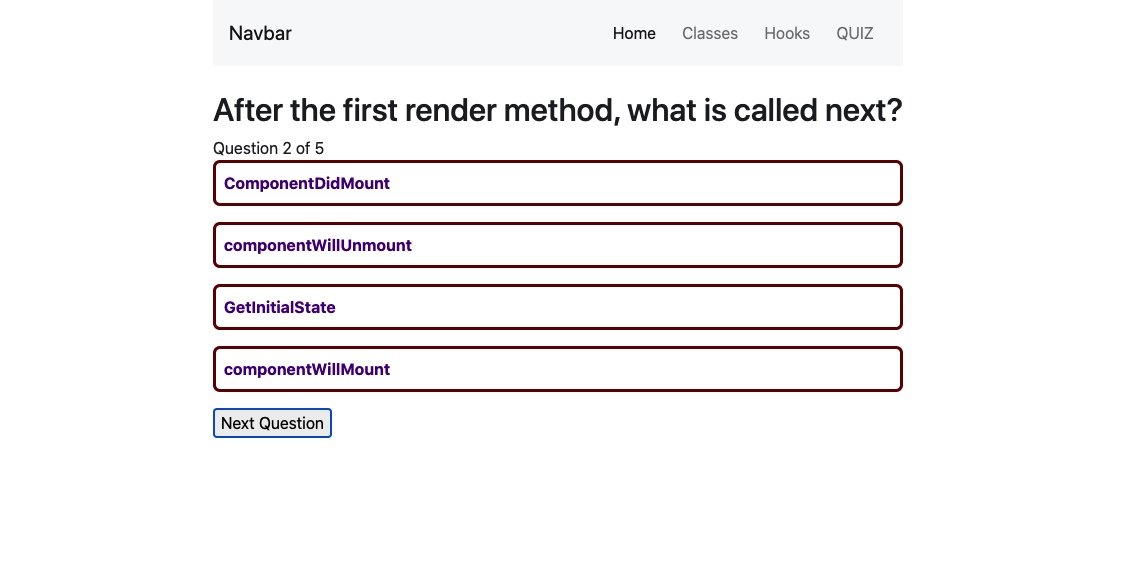 Navbar Home Classes Hooks QUIZ
After the first render method, what is called next?
Question 2 of 5
ComponentDidMount
componentWillUnmount
GetInitialState
componentWillMount
Next Question